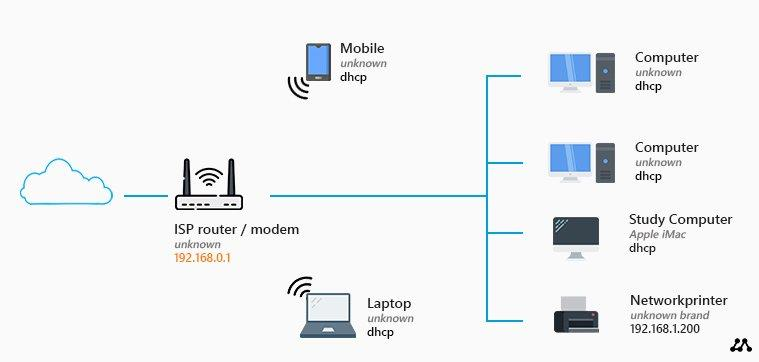 Mobile
unknown
dhcp
Computer
unknown
dhcp
Computer
unknown
dhcp
ISP router / modem
unknown
192.168.0.1
Study Computer
Apple iMac
dhcp
Laptop
unknown
dhcp
Networkprinter
unknown brand
192.168.1.200